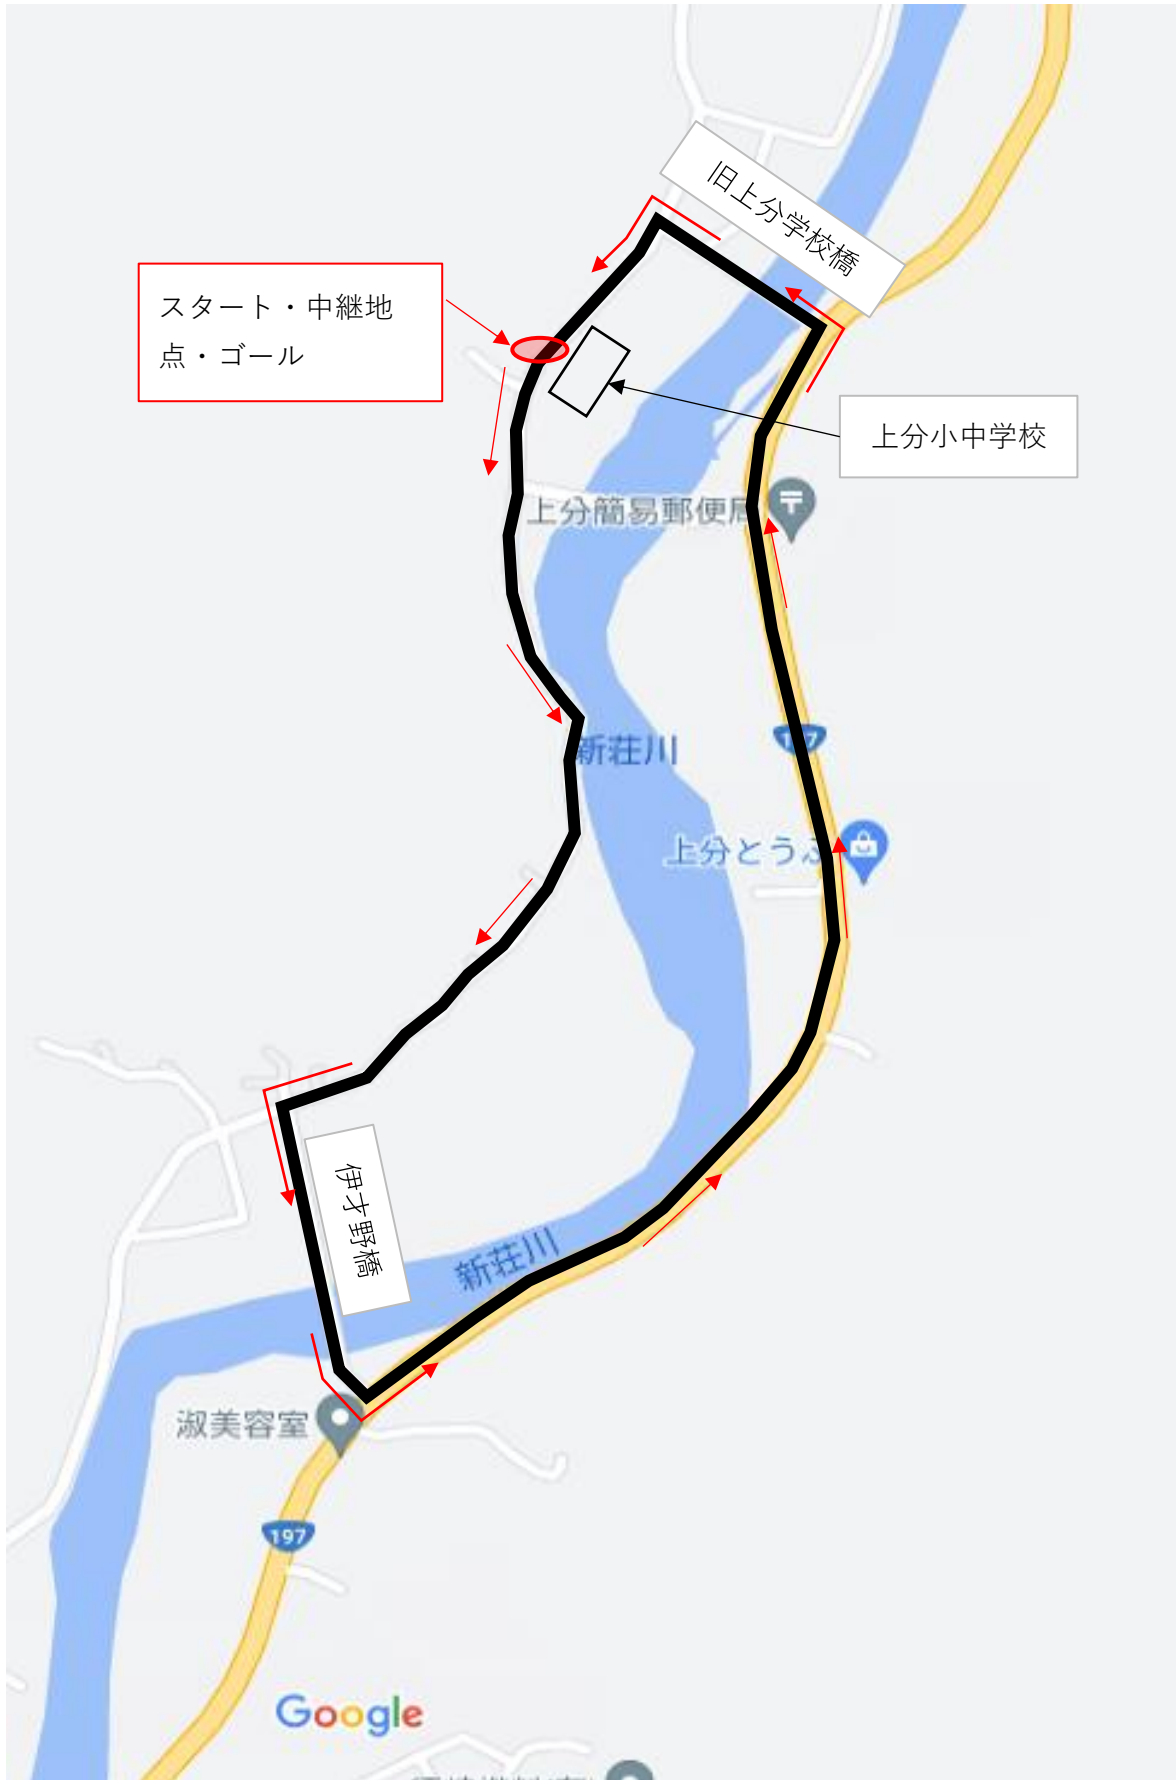 旧上分学校橋
スタート・中継地
点・ゴール
上分小中学校
上分簡易郵便局
新荘川
上分とうふ
伊才野橋
新荘川
淑美容室
197
Google